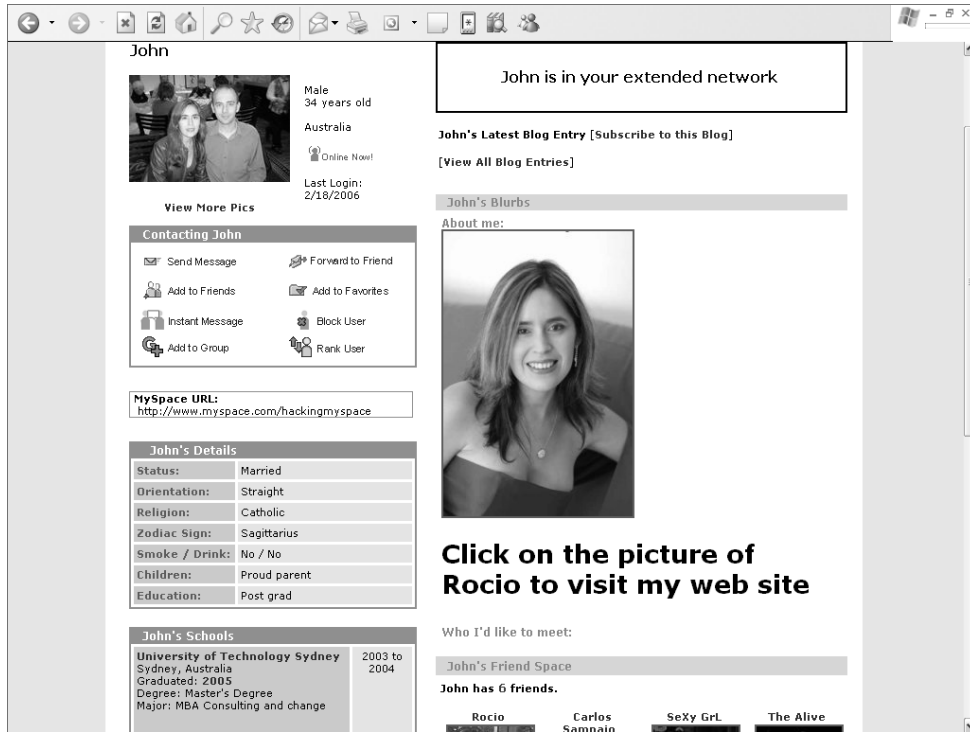 John
Male
34 years old
Australia
Online Now!
Last Login:
2/18/2006
View More Pics
Contacting John
Send Message
Forward to Friend
Add to Friends
Add to Favorites
Instant Message
Block User
Add to Group
Rank User
MySpace URL:
http://www.myspace.com/hackingmyspace
John's Details
Status: Married
Orientation: Straight
Religion: Catholic
Zodiac Sign: Sagittarius
Smoke / Drink: No / No
Children: Proud parent
Education: Post grad
John's Schools
University of Technology Sydney 2003 to
Sydney, Australia 2004
Graduated: 2005
Degree: Master's Degree
Major: MBA Consulting and change
John is in your extended network
John's Latest Blog Entry [Subscribe to this Blog]
[View All Blog Entries]
John's Blurbs
About me:
Click on the picture of
Rocio to visit my web site
Who I'd like to meet:
John's Friend Space
John has 6 friends.
Rocio Carlos SeXy GrL The Alive
Sampaio